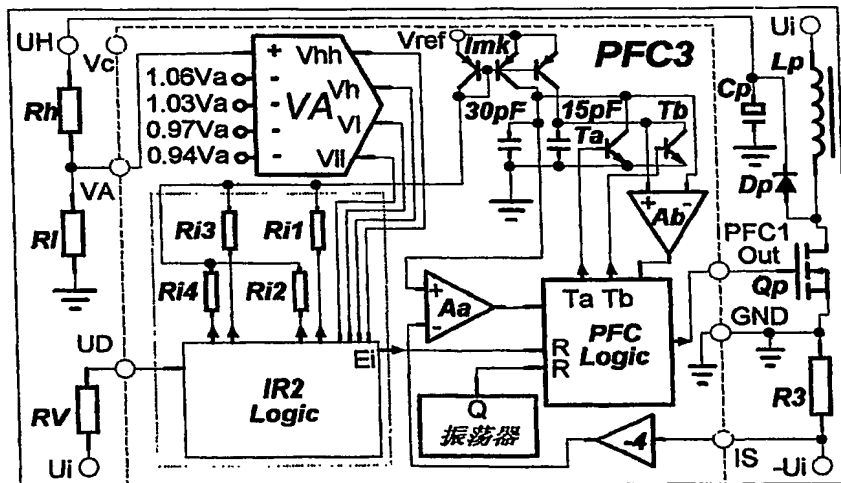 UH
Vc
Vref
Imk
PFC3
Ui
Lp
Rh
+
Vhh
1.06Va
-
Vh
1.03Va
-
VA
0.97Va
-
Vl
0.94Va
-
Vll
30pF
15pF
Tb
Ta
Cp
VA
Dp
Rl
Ri3
Ri1
+
-
Ab
PFC1
Out
Ri4
Ri2
+
Aa
-
Ta
Tb
Qp
PFC
Logic
GND
UD
Ei
R
R
IR2
Logic
RV
Q
振荡器
-4
R3
Ui
IS
-Ui